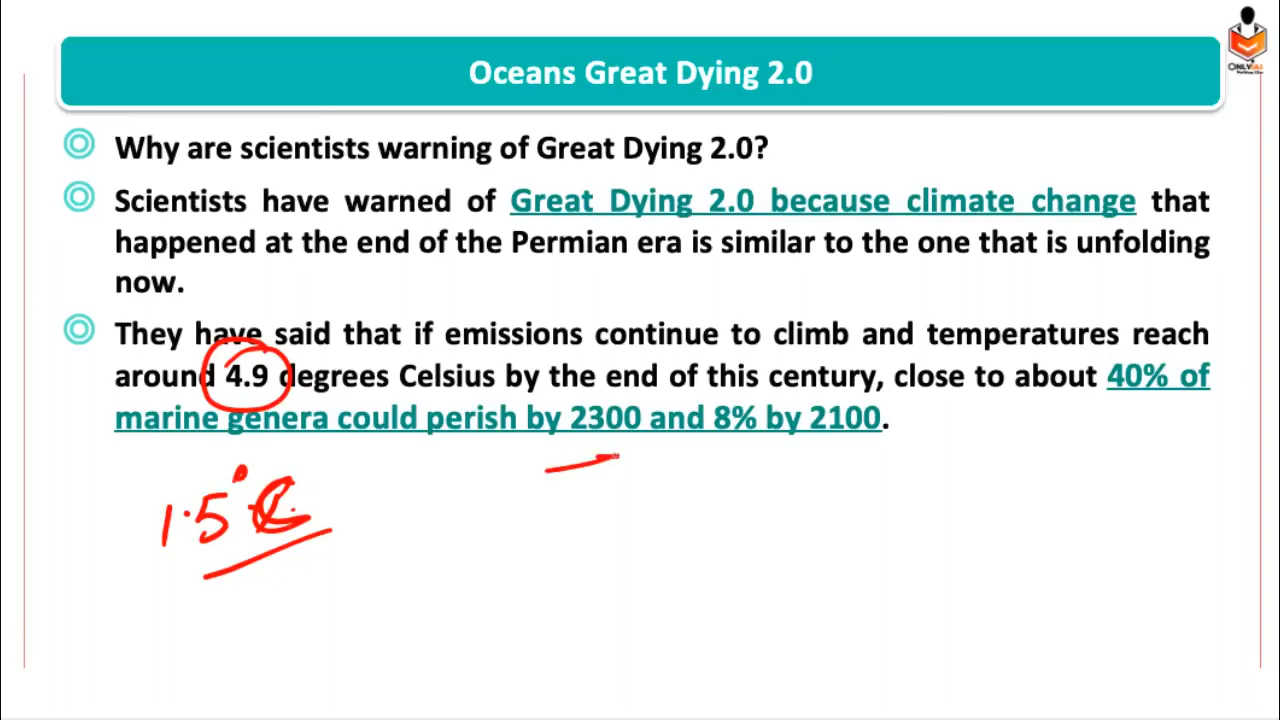 Oceans Great Dying 2.0
ONLYIAS
Why are scientists warning of Great Dying 2.0?
Scientists have warned of Great Dying 2.0 because climate change that
happened at the end of the Permian era is similar to the one that is unfolding
now.
They have said that if emissions continue to climb and temperatures reach
around 4.9 degrees Celsius by the end of this century, close to about 40% of
marine genera could perish by 2300 and 8% by 2100.
1.5°C